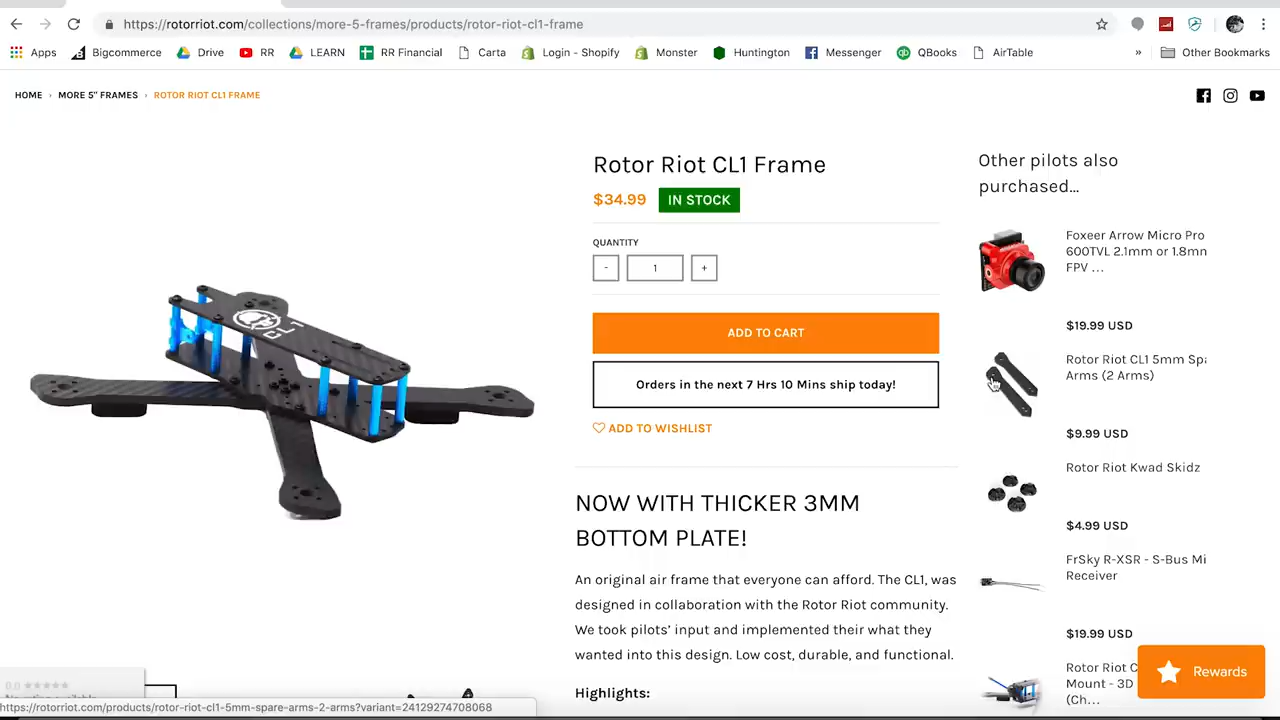 https://rotorriot.com/collections/more-5-frames/products/rotor-riot-cl1-frame
Apps Bigcommerce Drive RR LEARN RR Financial Carta Login - Shopify Monster Huntington Messenger QBooks AirTable » Other Bookmarks
HOME › MORE 5" FRAMES › ROTOR RIOT CL1 FRAME
CL1
Rotor Riot CL1 Frame
$34.99 IN STOCK
QUANTITY
- 1 +
ADD TO CART
Orders in the next 7 Hrs 10 Mins ship today!
ADD TO WISHLIST
NOW WITH THICKER 3MM
BOTTOM PLATE!
An original air frame that everyone can afford. The CL1, was
designed in collaboration with the Rotor Riot community.
We took pilots' input and implemented their what they
wanted into this design. Low cost, durable, and functional.
Highlights:
Other pilots also
purchased...
Foxeer Arrow Micro Pro
600TVL 2.1mm or 1.8mm
FPV ...
$19.99 USD
Rotor Riot CL1 5mm Spa
Arms (2 Arms)
$9.99 USD
Rotor Riot Kwad Skidz
$4.99 USD
FrSky R-XSR - S-Bus Mi
Receiver
$19.99 USD
Rotor Riot C
Mount - 3D
(Ch...
Rewards
0.0
https://rotorriot.com/products/rotor-riot-cl1-5mm-spare-arms-2-arms?variant=24129274708068